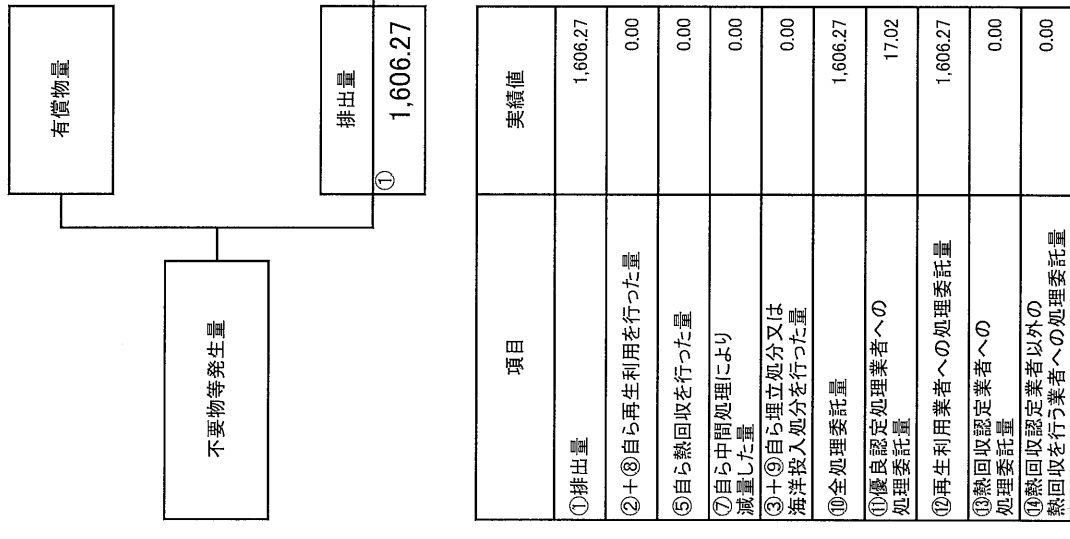 有償物量
不要物等発生量
排出量
①
1,606.27
項目
実績値
①排出量
1,606.27
②+⑧自ら再生利用を行った量
0.00
⑤自ら熱回収を行った量
0.00
⑦自ら中間処理により
減量した量
0.00
③+⑨自ら埋立処分又は
海洋投入処分を行った量
0.00
⑩全処理委託量
1,606.27
⑪優良認定処理業者への
処理委託量
17.02
⑫再生利用業者への処理委託量
1,606.27
⑬熱回収認定業者への
処理委託量
0.00
⑭熱回収認定業者以外の
熱回収を行う業者への処理委託量
0.00